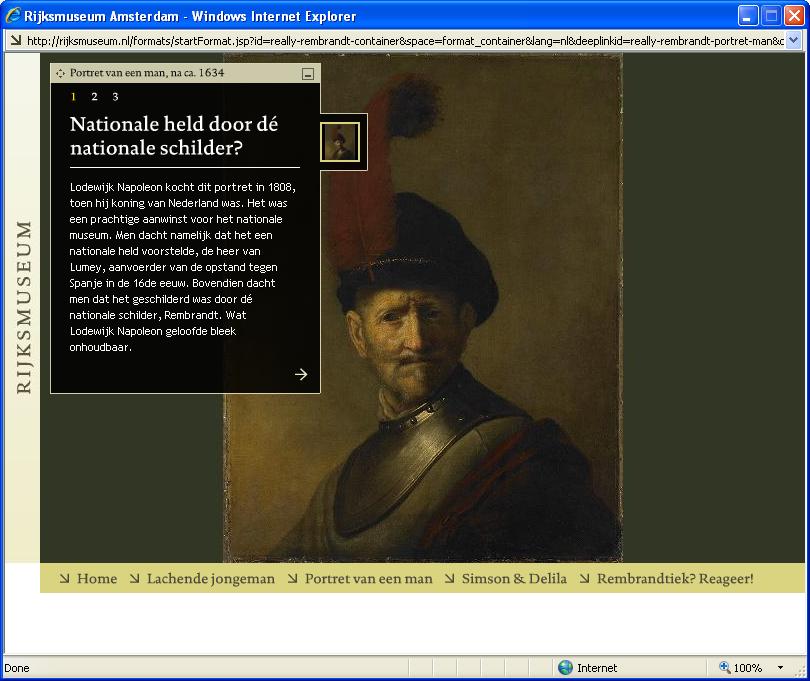 Rijksmuseum Amsterdam - Windows Internet Explorer
http://rijksmuseum.nl/formats/startFormat.jsp?id=really-rembrandt-container&space=format_container&lang=nl&deeplinkid=really-rembrandt-portret-man&c
Portret van een man, na ca. 1634
1 2 3
Nationale held door dé
nationale schilder?
Lodewijk Napoleon kocht dit portret in 1808,
toen hij koning van Nederland was. Het was
een prachtige aanwinst voor het nationale
museum. Men dacht namelijk dat het een
nationale held voorstelde, de heer van
Lumey, aanvoerder van de opstand tegen
Spanje in de 16de eeuw. Bovendien dacht
men dat het geschilderd was door dé
nationale schilder, Rembrandt. Wat
Lodewijk Napoleon geloofde bleek
onhoudbaar.
RIJKSMUSEUM
Home Lachende jongeman Portret van een man Simson & Delila Rembrandtiek? Reageer!
Done Internet 100%